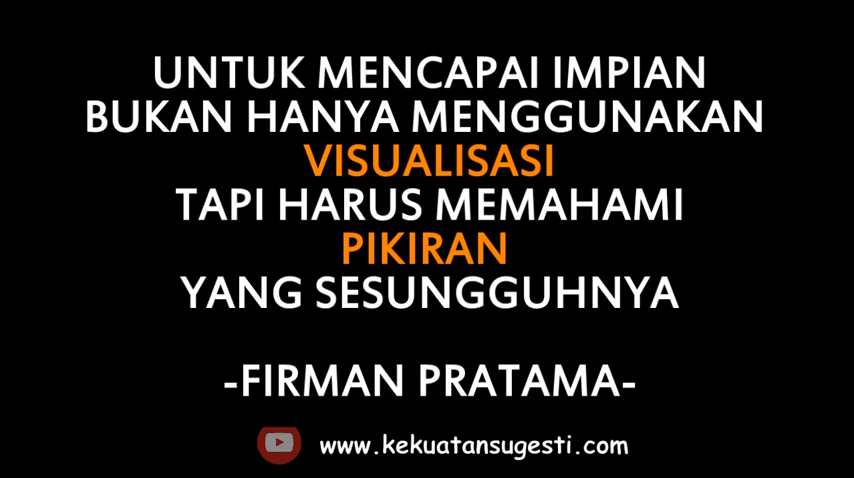 UNTUK MENCAPAI IMPIAN
BUKAN HANYA MENGGUNAKAN
VISUALISASI
TAPI HARUS MEMAHAMI
PIKIRAN
YANG SESUNGGUHNYA
-FIRMAN PRATAMA-
www.kekuatansugesti.com